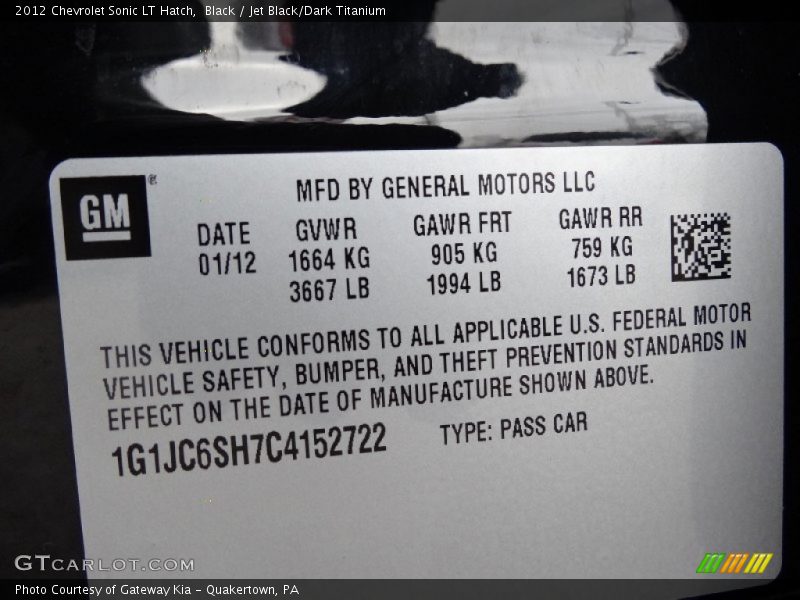 2012 Chevrolet Sonic LT Hatch, Black / Jet Black/Dark Titanium
GM ®
MFD BY GENERAL MOTORS LLC
DATE GVWR GAWR FRT GAWR RR
01/12 1664 KG 905 KG 759 KG
3667 LB 1994 LB 1673 LB
THIS VEHICLE CONFORMS TO ALL APPLICABLE U.S. FEDERAL MOTOR
VEHICLE SAFETY, BUMPER, AND THEFT PREVENTION STANDARDS IN
EFFECT ON THE DATE OF MANUFACTURE SHOWN ABOVE.
1G1JC6SH7C4152722 TYPE: PASS CAR
GTCARLOT.COM
Photo Courtesy of Gateway Kia - Quakertown, PA